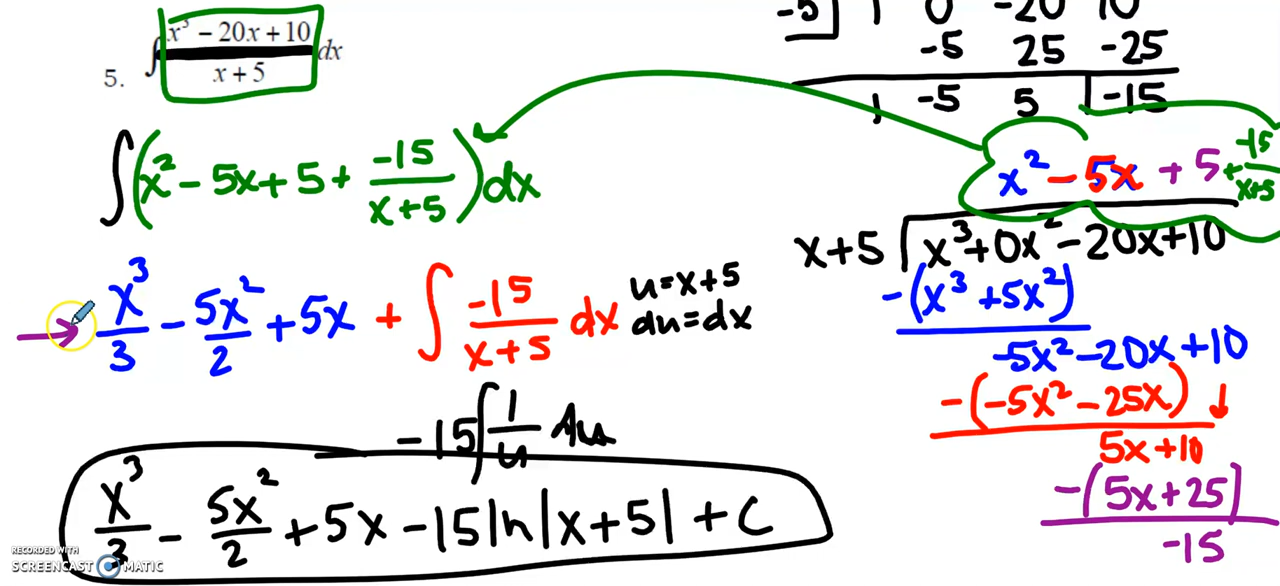 5. ∫ x³ − 20x + 10 / x + 5 dx
∫ (x² − 5x + 5 + −15/(x+5)) dx
x³/3 − 5x²/2 + 5x + ∫ −15/(x+5) dx
u = x+5
du = dx
−15 ∫ 1/u du
x³/3 − 5x²/2 + 5x − 15 ln|x+5| + C
-5 | 1 0 -20 10
-5 25 -25
1 -5 5 | -15
x² − 5x + 5 + −15/(x+5)
x+5 | x³ + 0x² − 20x + 10
−(x³ + 5x²)
−5x² − 20x + 10
−(−5x² − 25x) ↓
5x + 10
−(5x + 25)
−15
RECORDED WITH
SCREENCAST MATIC